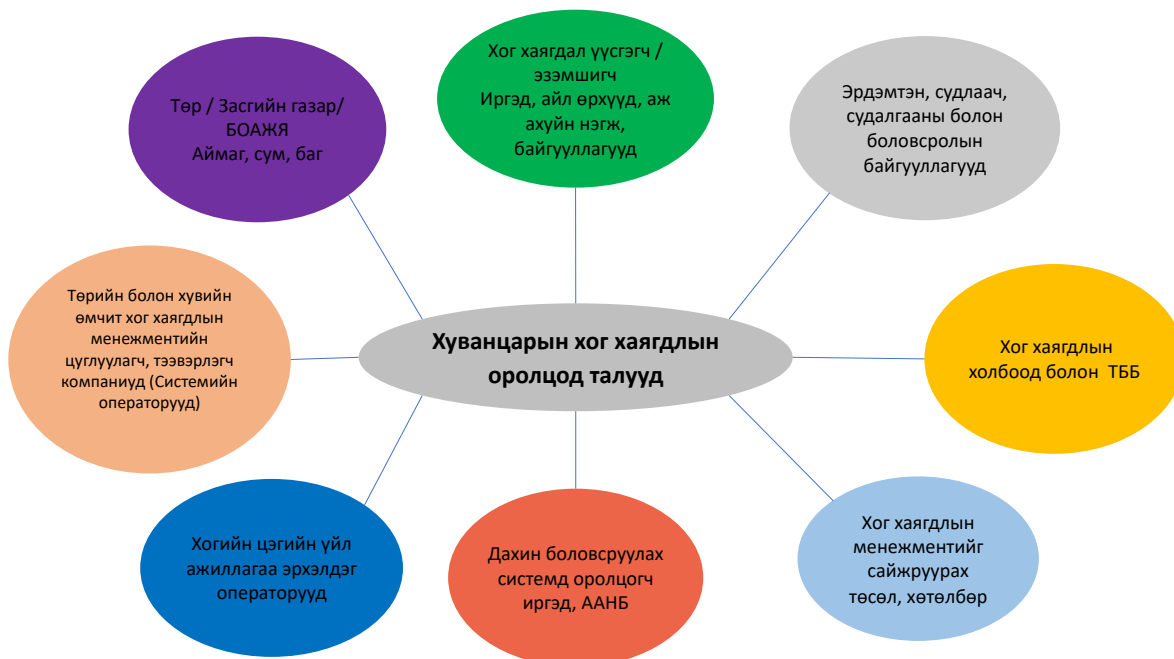 Хог хаягдал үүсгэгч /
эзэмшигч
Иргэд, айл өрхүүд, аж
ахуйн нэгж,
байгууллагууд
Төр / Засгийн газар/
БОАЖЯ
Аймаг, сум, баг
Эрдэмтэн, судлаач,
судалгааны болон
боловсролын
байгууллагууд
Төрийн болон хувийн
өмчит хог хаягдлын
менежментийн
цуглуулагч, тээвэрлэгч
компаниуд (Системийн
операторууд)
Хуванцарын хог хаягдлын
оролцод талууд
Хог хаягдлын
холбоод болон ТББ
Хогийн цэгийн үйл
ажиллагаа эрхэлдэг
операторууд
Дахин боловсруулах
системд оролцогч
иргэд, ААНБ
Хог хаягдлын
менежментийг
сайжруурах
төсөл, хөтөлбөр